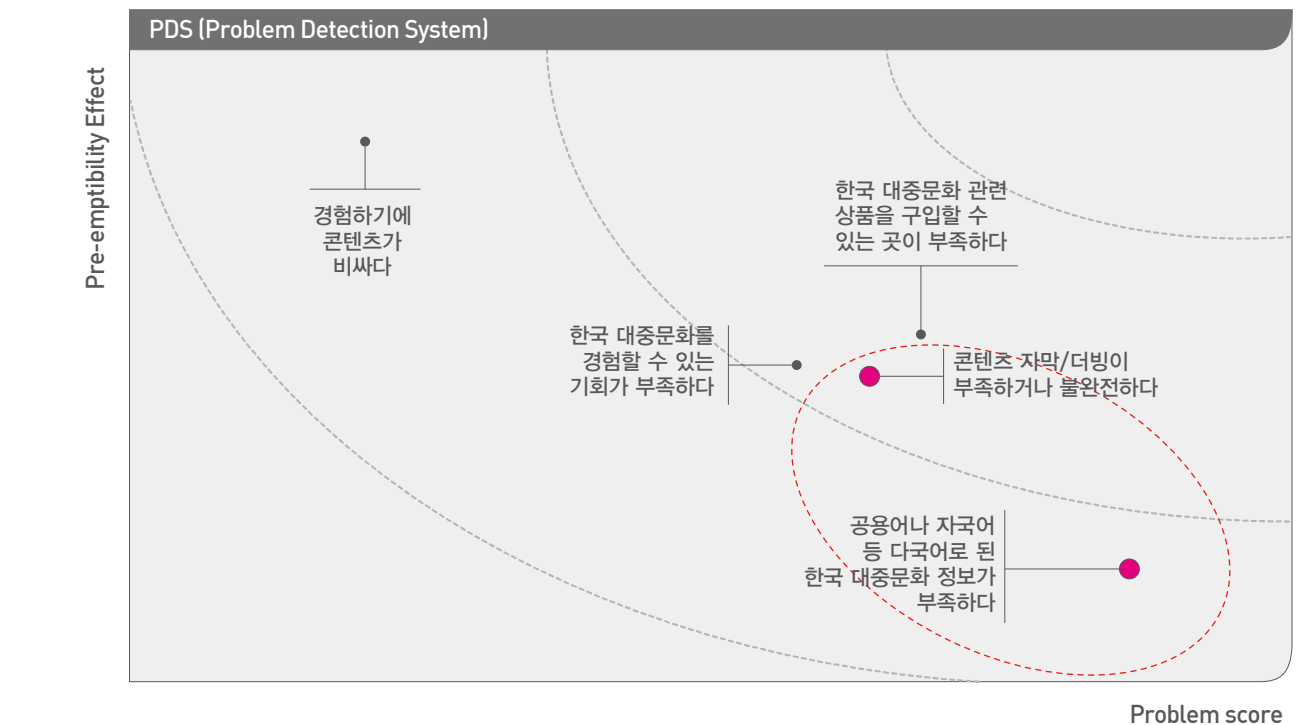 PDS (Problem Detection System)
Pre-emptibility Effect
경험하기에
콘텐츠가
비싸다
한국 대중문화 관련
상품을 구입할 수
있는 곳이 부족하다
한국 대중문화를
경험할 수 있는
기회가 부족하다
콘텐츠 자막/더빙이
부족하거나 불완전하다
공용어나 자국어
등 다국어로 된
한국 대중문화 정보가
부족하다
Problem score